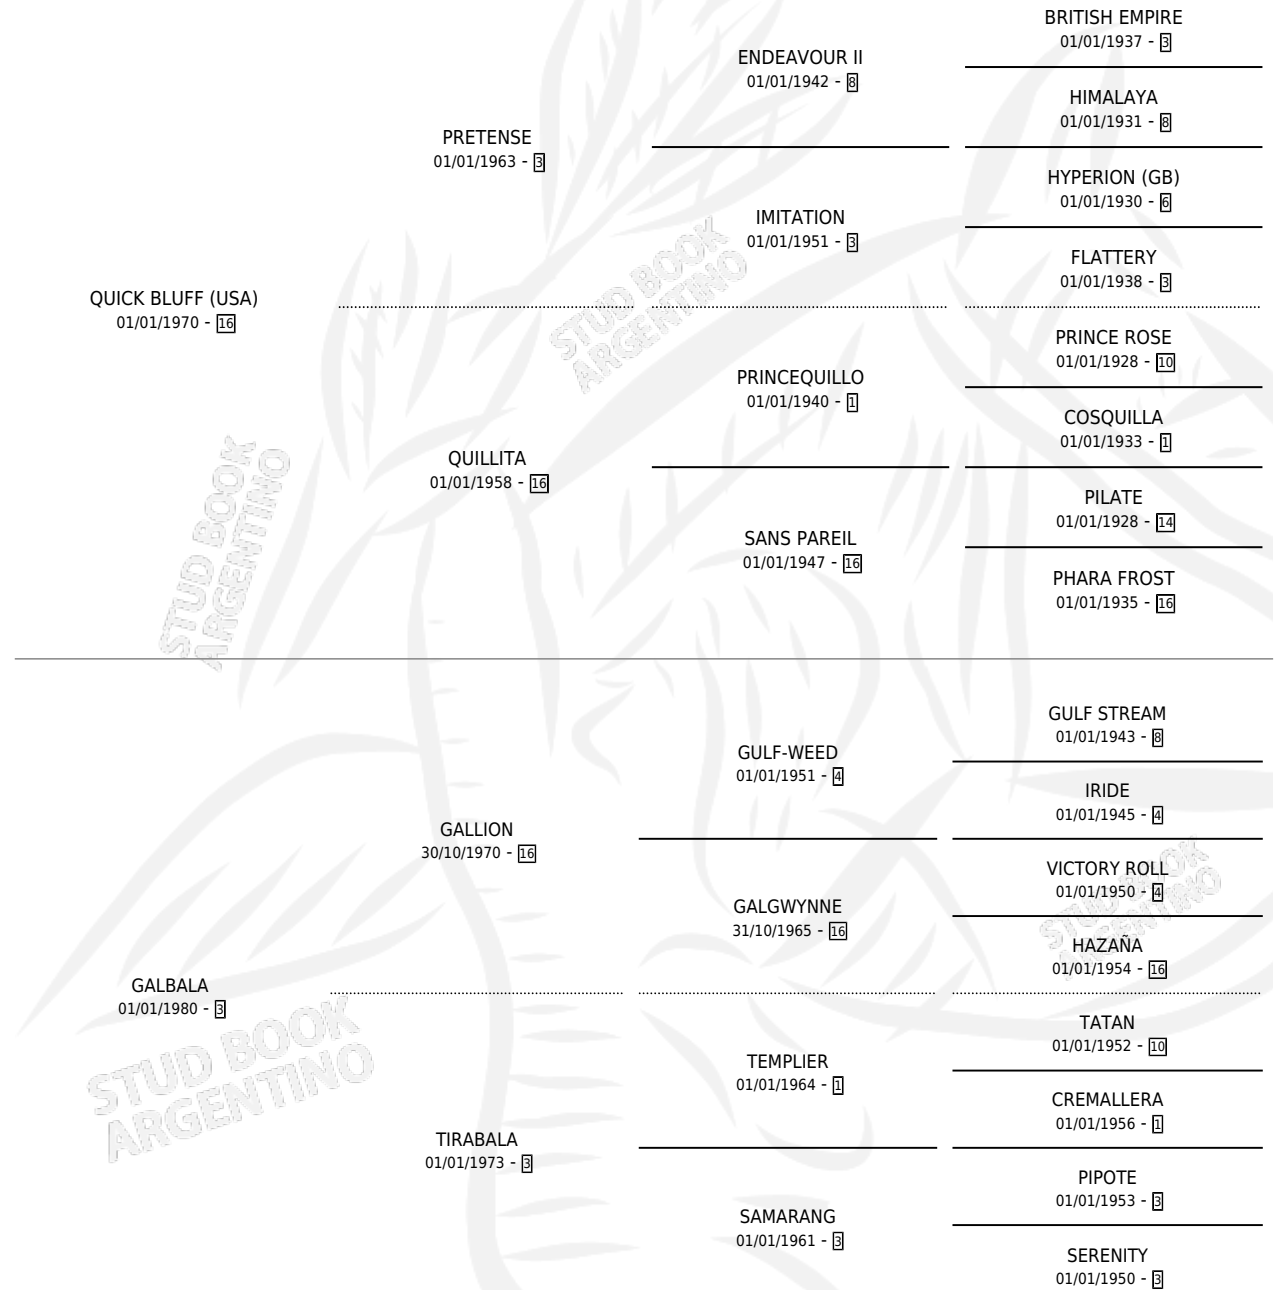 BRITISH EMPIRE
01/01/1937 - 3
ENDEAVOUR II
01/01/1942 - 8
HIMALAYA
01/01/1931 - 8
PRETENSE
01/01/1963 - 3
HYPERION (GB)
01/01/1930 - 6
IMITATION
01/01/1951 - 3
FLATTERY
01/01/1938 - 3
QUICK BLUFF (USA)
01/01/1970 - 16
PRINCE ROSE
01/01/1928 - 10
PRINCEQUILLO
01/01/1940 - 1
COSQUILLA
01/01/1933 - 1
QUILLITA
01/01/1958 - 16
PILATE
01/01/1928 - 14
SANS PAREIL
01/01/1947 - 16
PHARA FROST
01/01/1935 - 16
GULF STREAM
01/01/1943 - 8
GULF-WEED
01/01/1951 - 4
IRIDE
01/01/1945 - 4
GALLION
30/10/1970 - 16
VICTORY ROLL
01/01/1950 - 4
GALGWYNNE
31/10/1965 - 16
HAZAÑA
01/01/1954 - 16
GALBALA
01/01/1980 - 3
TATAN
01/01/1952 - 10
TEMPLIER
01/01/1964 - 1
CREMALLERA
01/01/1956 - 1
TIRABALA
01/01/1973 - 3
PIPOTE
01/01/1953 - 3
SAMARANG
01/01/1961 - 3
SERENITY
01/01/1950 - 3
STUD BOOK
ARGENTINO
STUD BOOK
ARGENTINO
STUD BOOK
ARGENTINO
STUD BOOK
ARGENTINO